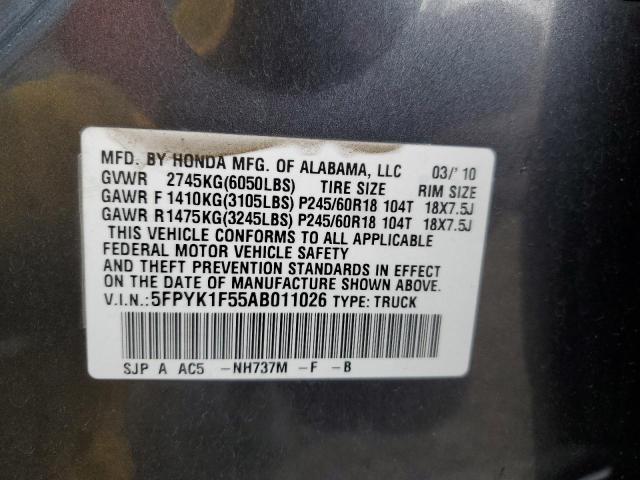 MFD. BY HONDA MFG. OF ALABAMA, LLC 03/'10
GVWR 2745KG(6050LBS) TIRE SIZE RIM SIZE
GAWR F 1410KG(3105LBS) P245/60R18 104T 18X7.5J
GAWR R 1475KG(3245LBS) P245/60R18 104T 18X7.5J
THIS VEHICLE CONFORMS TO ALL APPLICABLE
FEDERAL MOTOR VEHICLE SAFETY
AND THEFT PREVENTION STANDARDS IN EFFECT
ON THE DATE OF MANUFACTURE SHOWN ABOVE.
V.I.N.:5FPYK1F55AB011026 TYPE:TRUCK
SJP A AC5 -NH737M -F -B